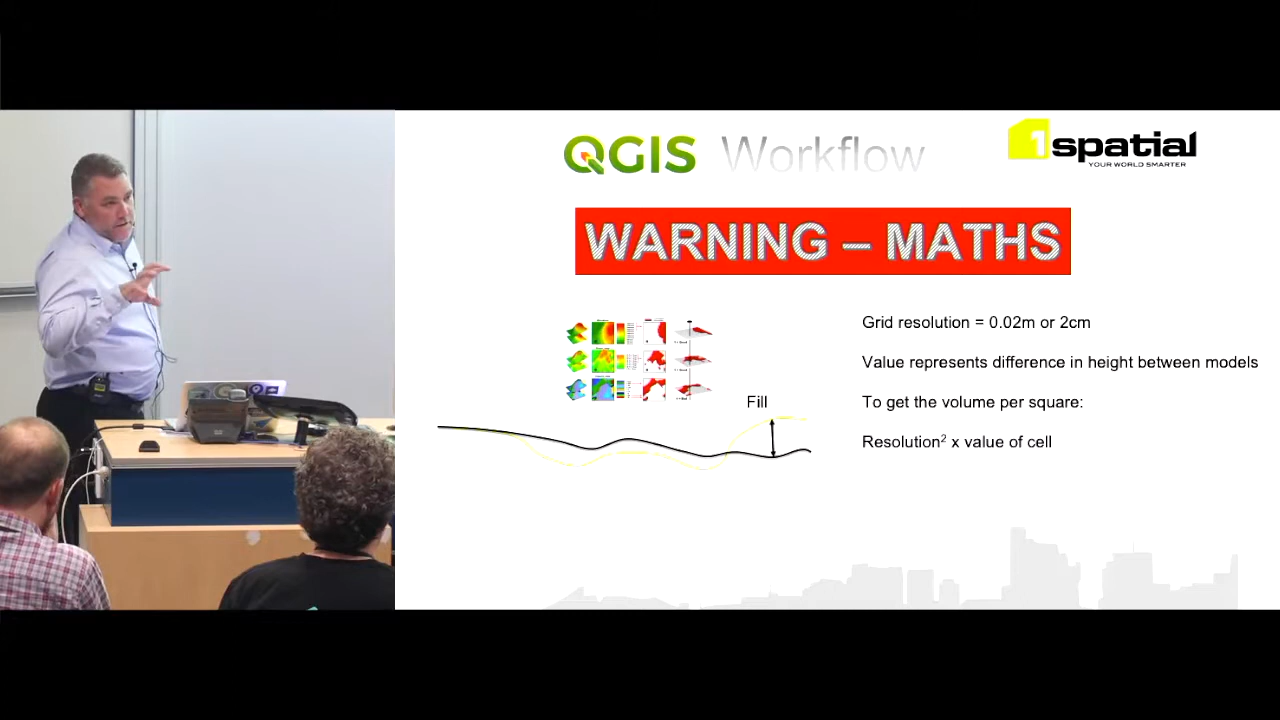 QGIS Workflow
1spatial
YOUR WORLD SMARTER
WARNING – MATHS
Grid resolution = 0.02m or 2cm
Value represents difference in height between models
To get the volume per square:
Resolution² x value of cell
Fill